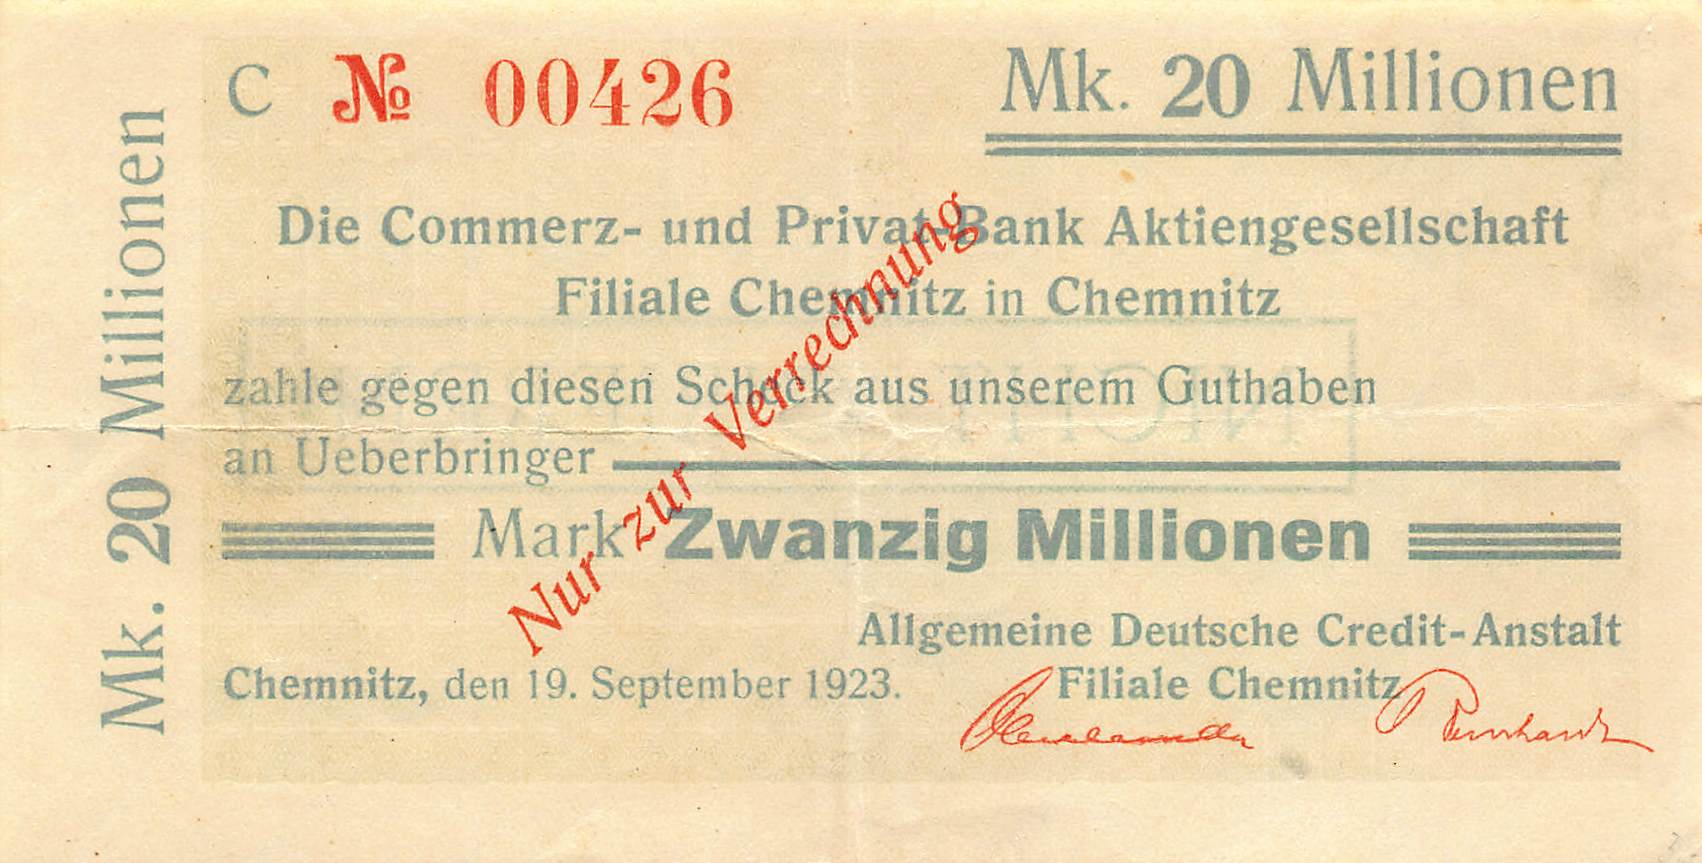 C № 00426
Mk. 20 Millionen
Mk. 20 Millionen
Die Commerz- und Privat-Bank Aktiengesellschaft
Filiale Chemnitz in Chemnitz
zahle gegen diesen Scheck aus unserem Guthaben
an Ueberbringer
Mark Zwanzig Millionen
Nur zur Verrechnung
Allgemeine Deutsche Credit-Anstalt
Chemnitz, den 19. September 1923.
Filiale Chemnitz